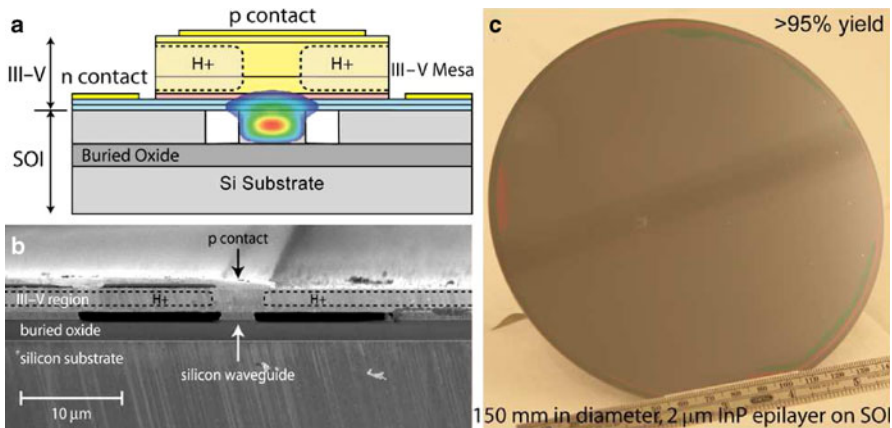 a
p contact
III–V
n contact
H+
H+
III–V Mesa
SOI
Buried Oxide
Si Substrate
b
p contact
III–V region
H+
H+
buried oxide
silicon substrate
silicon waveguide
10 μm
c
>95% yield
150 mm in diameter, 2 μm InP epilayer on SOI